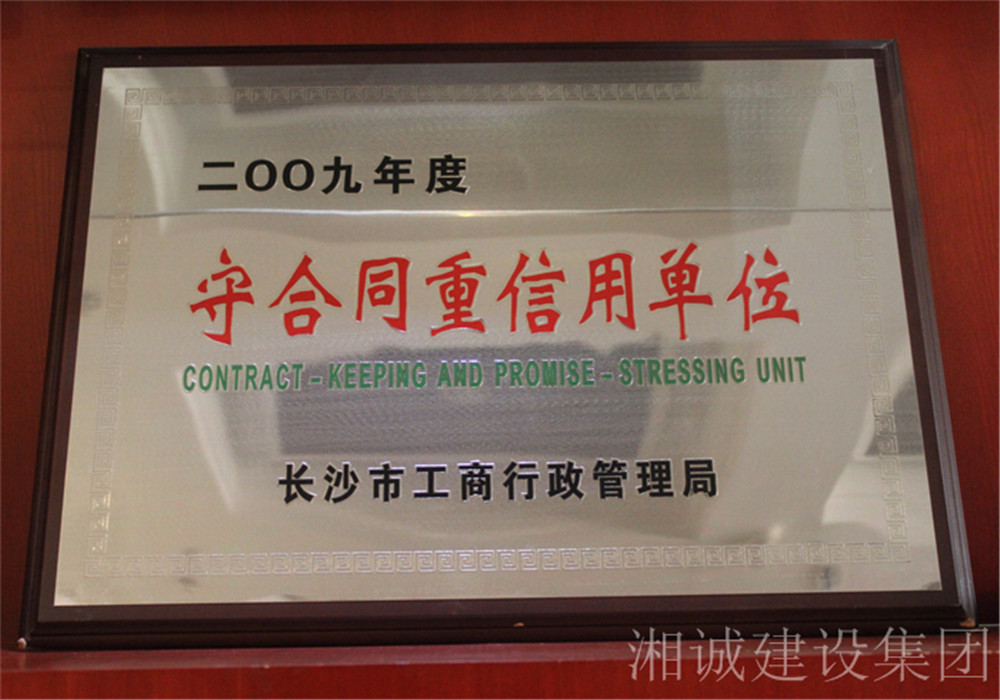 二OO九年度
守合同重信用单位
CONTRACT-KEEPING AND PROMISE-STRESSING UNIT
长沙市工商行政管理局
湘诚建设集团